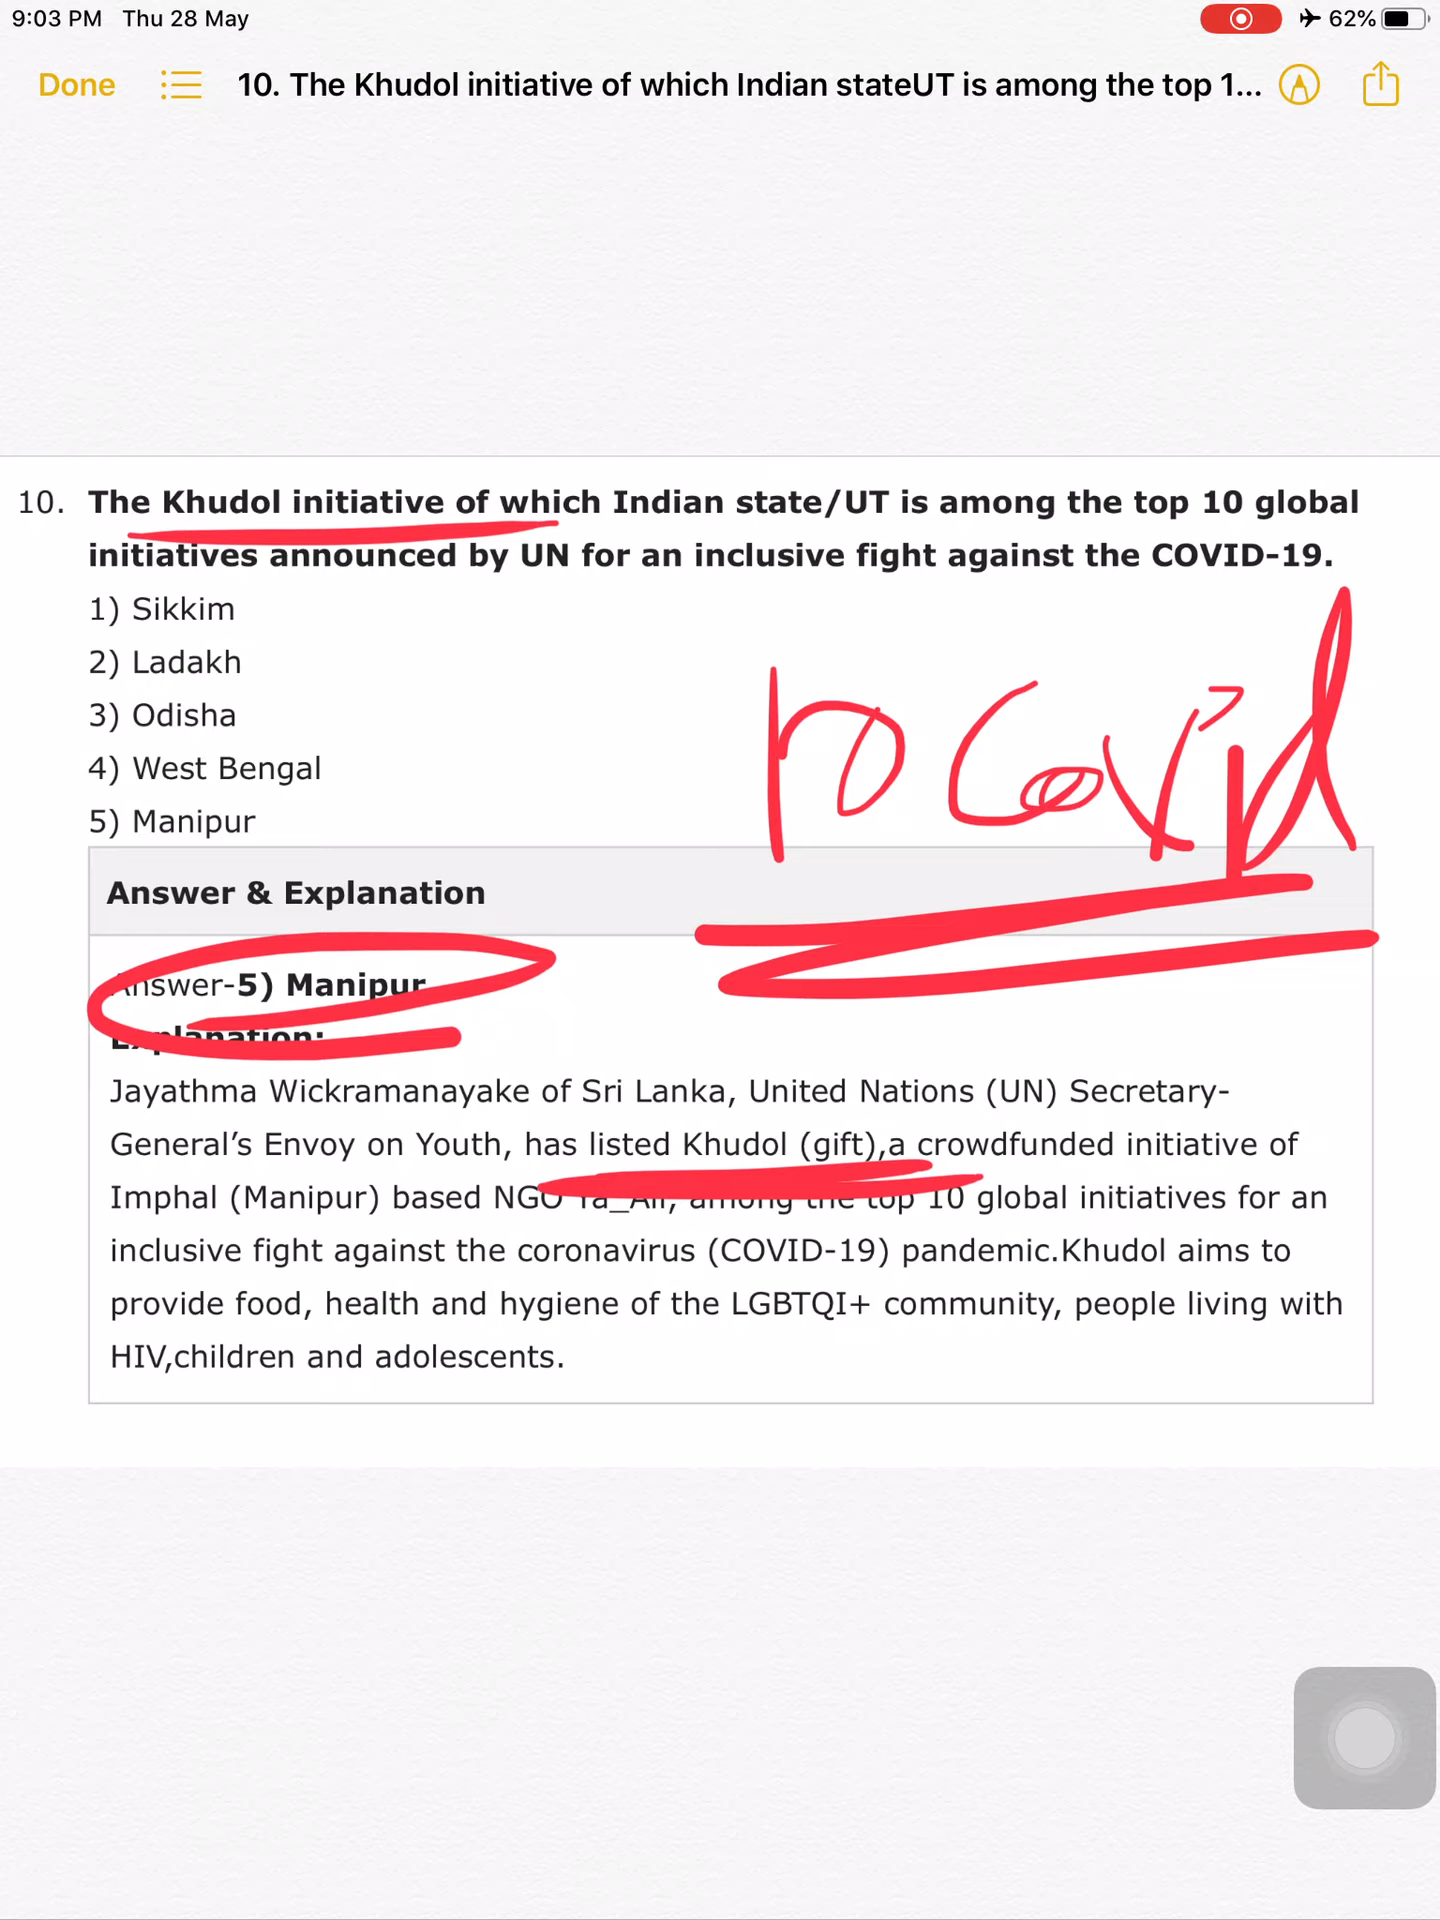 9:03 PM Thu 28 May 62%
Done 10. The Khudol initiative of which Indian stateUT is among the top 1...
10. The Khudol initiative of which Indian state/UT is among the top 10 global
initiatives announced by UN for an inclusive fight against the COVID-19.
1) Sikkim
2) Ladakh
3) Odisha
4) West Bengal
5) Manipur
10 Covid
Answer & Explanation
Answer-5) Manipur
Explanation:
Jayathma Wickramanayake of Sri Lanka, United Nations (UN) Secretary-
General’s Envoy on Youth, has listed Khudol (gift),a crowdfunded initiative of
Imphal (Manipur) based NGO Ya_All, among the top 10 global initiatives for an
inclusive fight against the coronavirus (COVID-19) pandemic.Khudol aims to
provide food, health and hygiene of the LGBTQI+ community, people living with
HIV,children and adolescents.